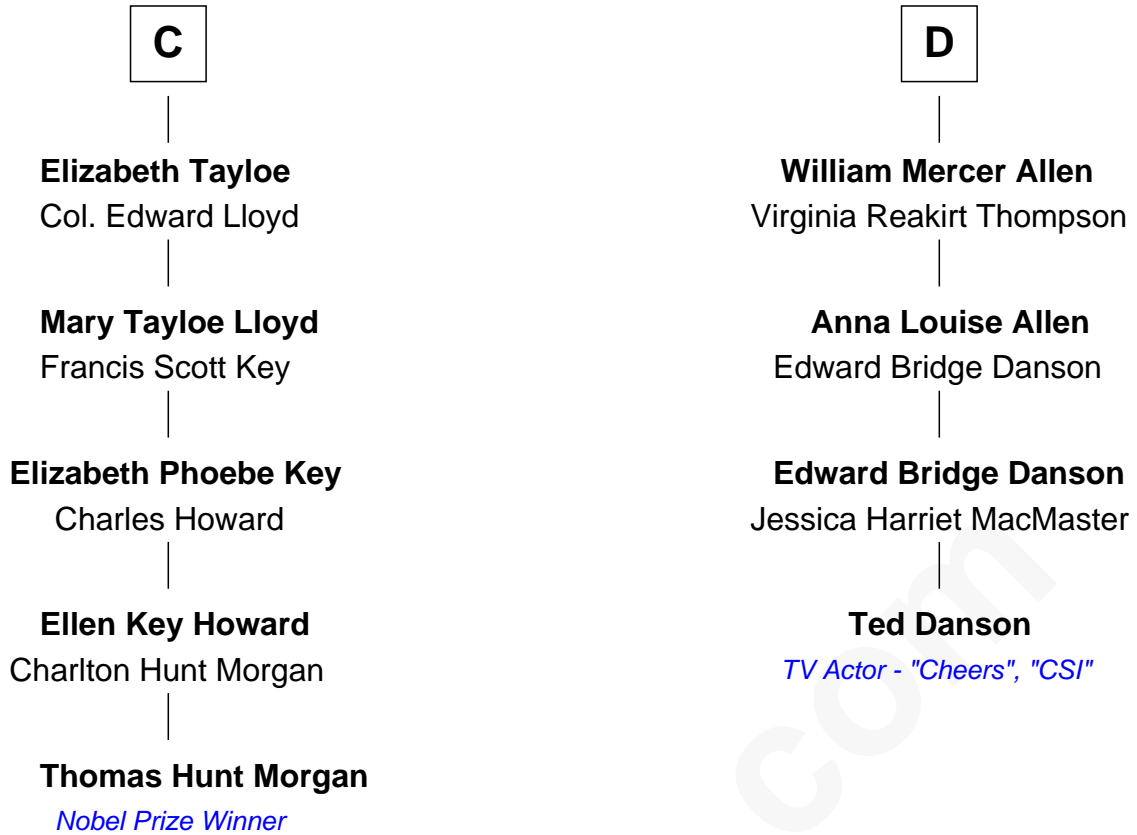 C
Elizabeth Tayloe
Col. Edward Lloyd
Mary Tayloe Lloyd
Francis Scott Key
Elizabeth Phoebe Key
Charles Howard
Ellen Key Howard
Charlton Hunt Morgan
Thomas Hunt Morgan
Nobel Prize Winner
D
William Mercer Allen
Virginia Reakirt Thompson
Anna Louise Allen
Edward Bridge Danson
Edward Bridge Danson
Jessica Harriet MacMaster
Ted Danson
TV Actor - "Cheers", "CSI"
com